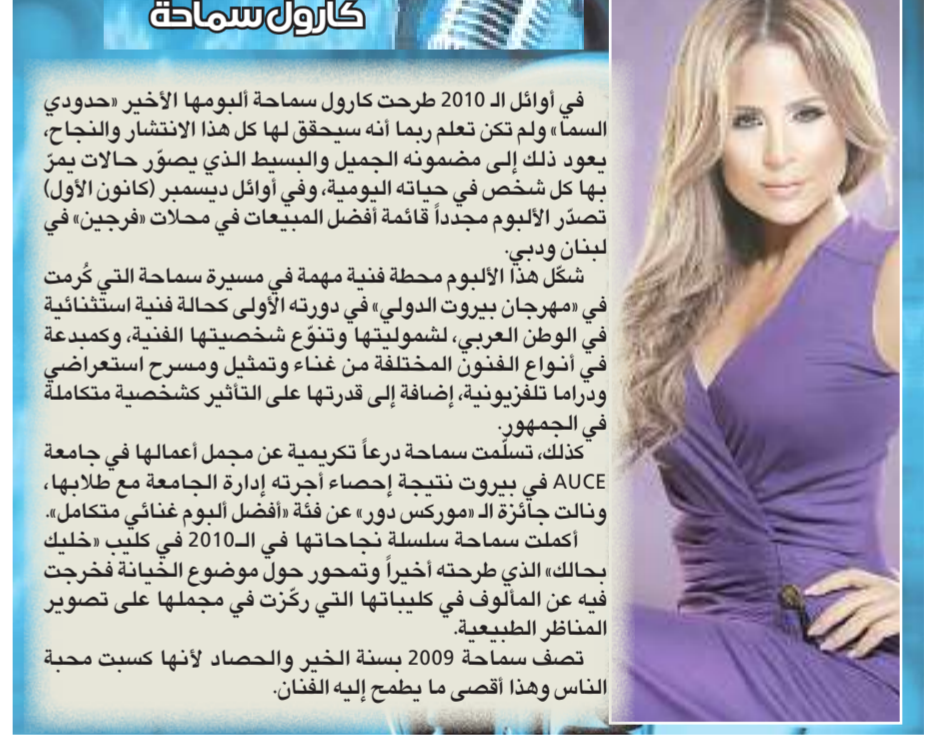 كارول سماحة
في أوائل الـ 2010 طرحت كارول سماحة ألبومها الأخير «حدودي
السما» ولم تكن تعلم ربما أنه سيحقق لها كل هذا الانتشار والنجاح،
يعود ذلك إلى مضمونه الجميل والبسيط الذي يصوّر حالات يمرّ
بها كل شخص في حياته اليومية، وفي أوائل ديسمبر (كانون الأول)
تصدّر الألبوم مجدداً قائمة أفضل المبيعات في محلات «فرجين» في
لبنان ودبي.
شكّل هذا الألبوم محطة فنية مهمة في مسيرة سماحة التي كُرمت
في «مهرجان بيروت الدولي» في دورته الأولى كحالة فنية استثنائية
في الوطن العربي، لشموليتها وتنوّع شخصيتها الفنية، وكمبدعة
في أنواع الفنون المختلفة من غناء وتمثيل ومسرح استعراضي
ودراما تلفزيونية، إضافة إلى قدرتها على التأثير كشخصية متكاملة
في الجمهور.
كذلك، تسلّمت سماحة درعاً تكريمية عن مجمل أعمالها في جامعة
AUCE في بيروت نتيجة إحصاء أجرته إدارة الجامعة مع طلابها،
ونالت جائزة الـ «موركس دور» عن فئة «أفضل ألبوم غنائي متكامل».
أكملت سماحة سلسلة نجاحاتها في الـ2010 في كليب «خليك
بحالك» الذي طرحته أخيراً وتمحور حول موضوع الخيانة فخرجت
فيه عن المألوف في كليباتها التي ركّزت في مجملها على تصوير
المناظر الطبيعية.
تصف سماحة 2009 بسنة الخير والحصاد لأنها كسبت محبة
الناس وهذا أقصى ما يطمح إليه الفنان.